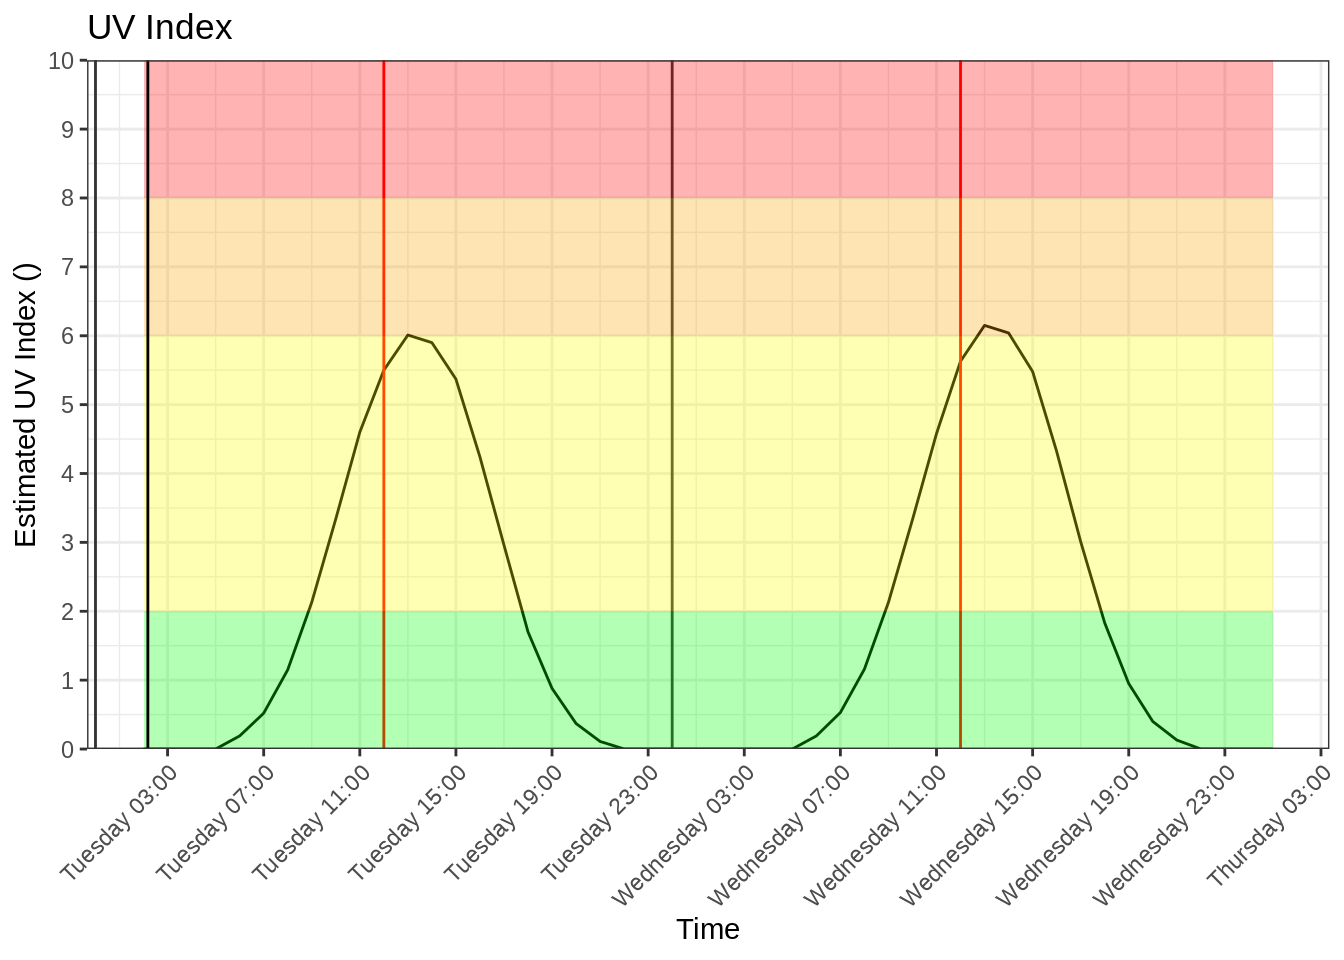 UV Index
Estimated UV Index ()
10
9
8
7
6
5
4
3
2
1
0
Tuesday 03:00
Tuesday 07:00
Tuesday 11:00
Tuesday 15:00
Tuesday 19:00
Tuesday 23:00
Wednesday 03:00
Wednesday 07:00
Wednesday 11:00
Wednesday 15:00
Wednesday 19:00
Wednesday 23:00
Thursday 03:00
Time